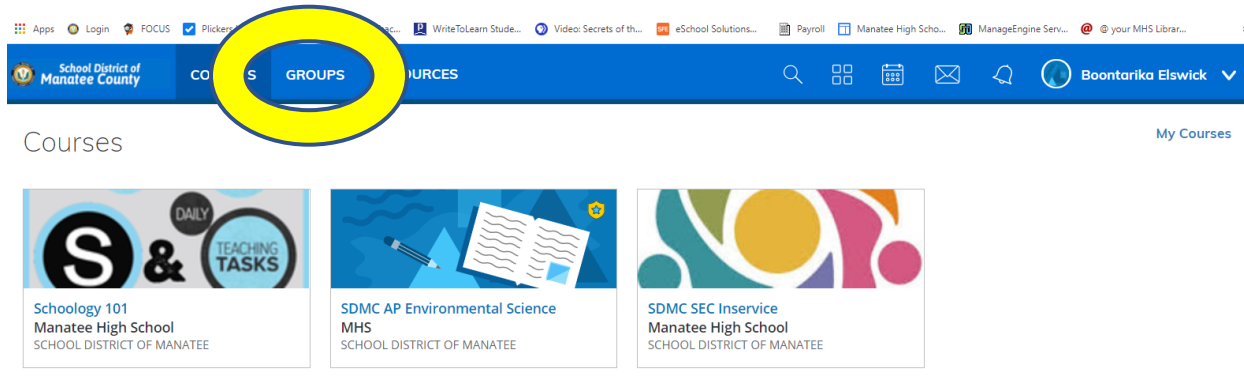 Apps Login FOCUS Plickers WriteToLearn Stude... Video: Secrets of th... SFE eSchool Solutions... Payroll Manatee High Scho... ManageEngine Serv... @ your MHS Librar...
School District of
Manatee County
GROUPS
Boontarika Elswick
Courses
My Courses
S & DAILY TEACHING TASKS
Schoology 101
Manatee High School
SCHOOL DISTRICT OF MANATEE
SDMC AP Environmental Science
MHS
SCHOOL DISTRICT OF MANATEE
SDMC SEC Inservice
Manatee High School
SCHOOL DISTRICT OF MANATEE